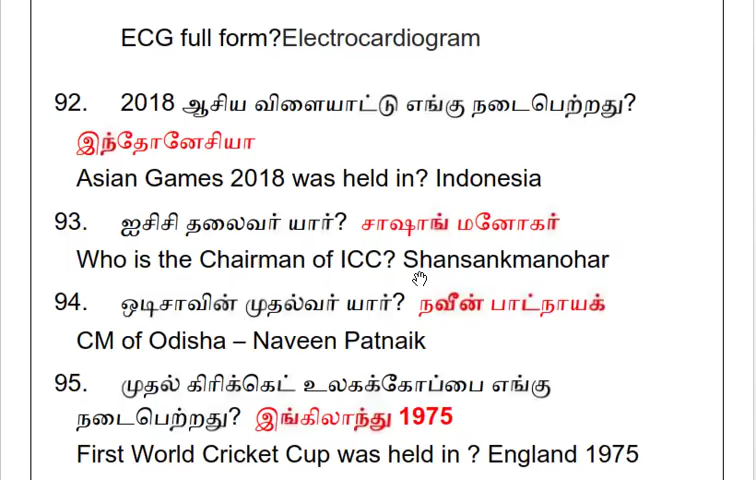 ECG full form?Electrocardiogram
92. 2018 ஆசிய விளையாட்டு எங்கு நடைபெற்றது?
இந்தோனேசியா
Asian Games 2018 was held in? Indonesia
93. ஐசிசி தலைவர் யார்? சாஷாங் மனோகர்
Who is the Chairman of ICC? Shansankmanohar
94. ஒடிசாவின் முதல்வர் யார்? நவீன் பாட்நாயக்
CM of Odisha – Naveen Patnaik
95. முதல் கிரிக்கெட் உலகக்கோப்பை எங்கு
நடைபெற்றது? இங்கிலாந்து 1975
First World Cricket Cup was held in ? England 1975